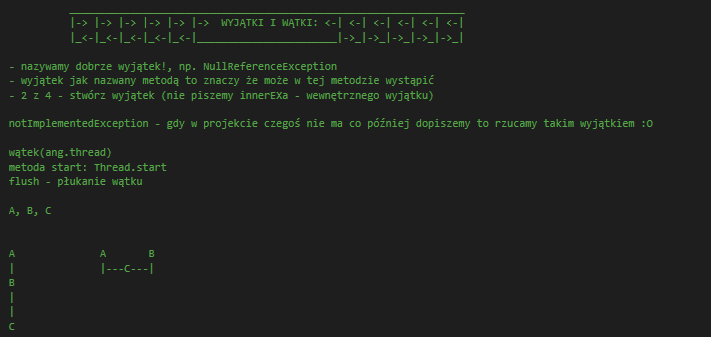 _________________________________________________________________
|-> |-> |-> |-> |-> |->  WYJĄTKI I WĄTKI: <-| <-| <-| <-| <-| <-|
|_<-|_<-|_<-|_<-|_<-|_______________________|->_|->_|->_|->_|->_|
- nazywamy dobrze wyjątek!, np. NullReferenceException
- wyjątek jak nazwany metodą to znaczy że może w tej metodzie wystąpić
- 2 z 4 - stwórz wyjątek (nie piszemy innerEXa - wewnętrznego wyjątku)
notImplementedException - gdy w projekcie czegoś nie ma co później dopiszemy to rzucamy takim wyjątkiem :O
wątek(ang.thread)
metoda start: Thread.start
flush - płukanie wątku
A, B, C
A              A       B
|              |---C---|
B
|
|
C